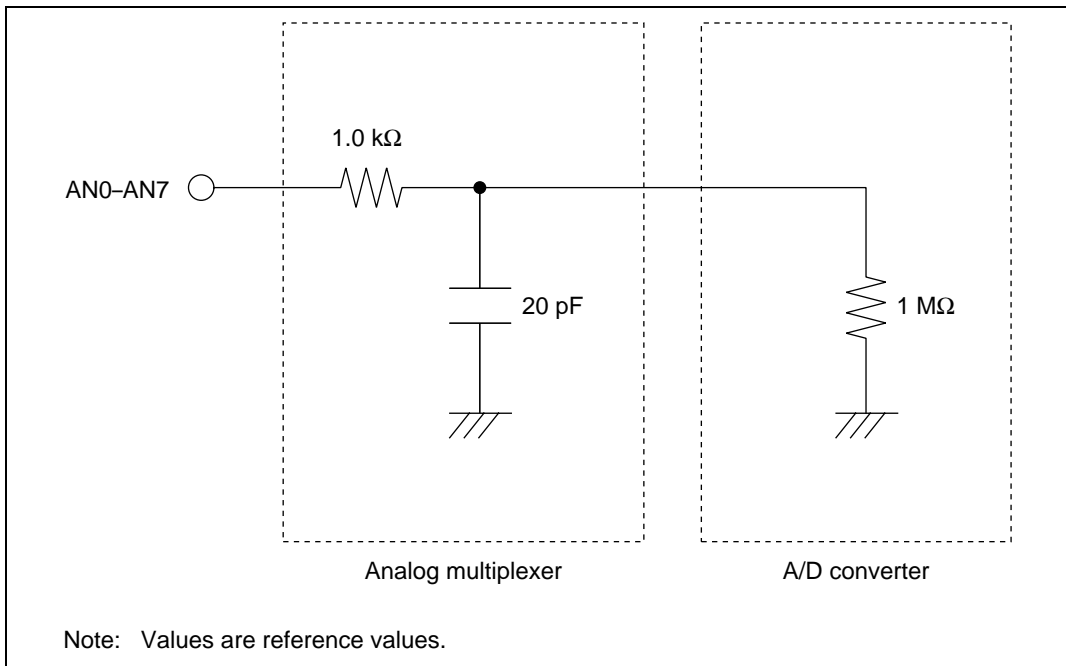 1.0 kΩ
AN0–AN7
20 pF
1 MΩ
Analog multiplexer
A/D converter
Note: Values are reference values.